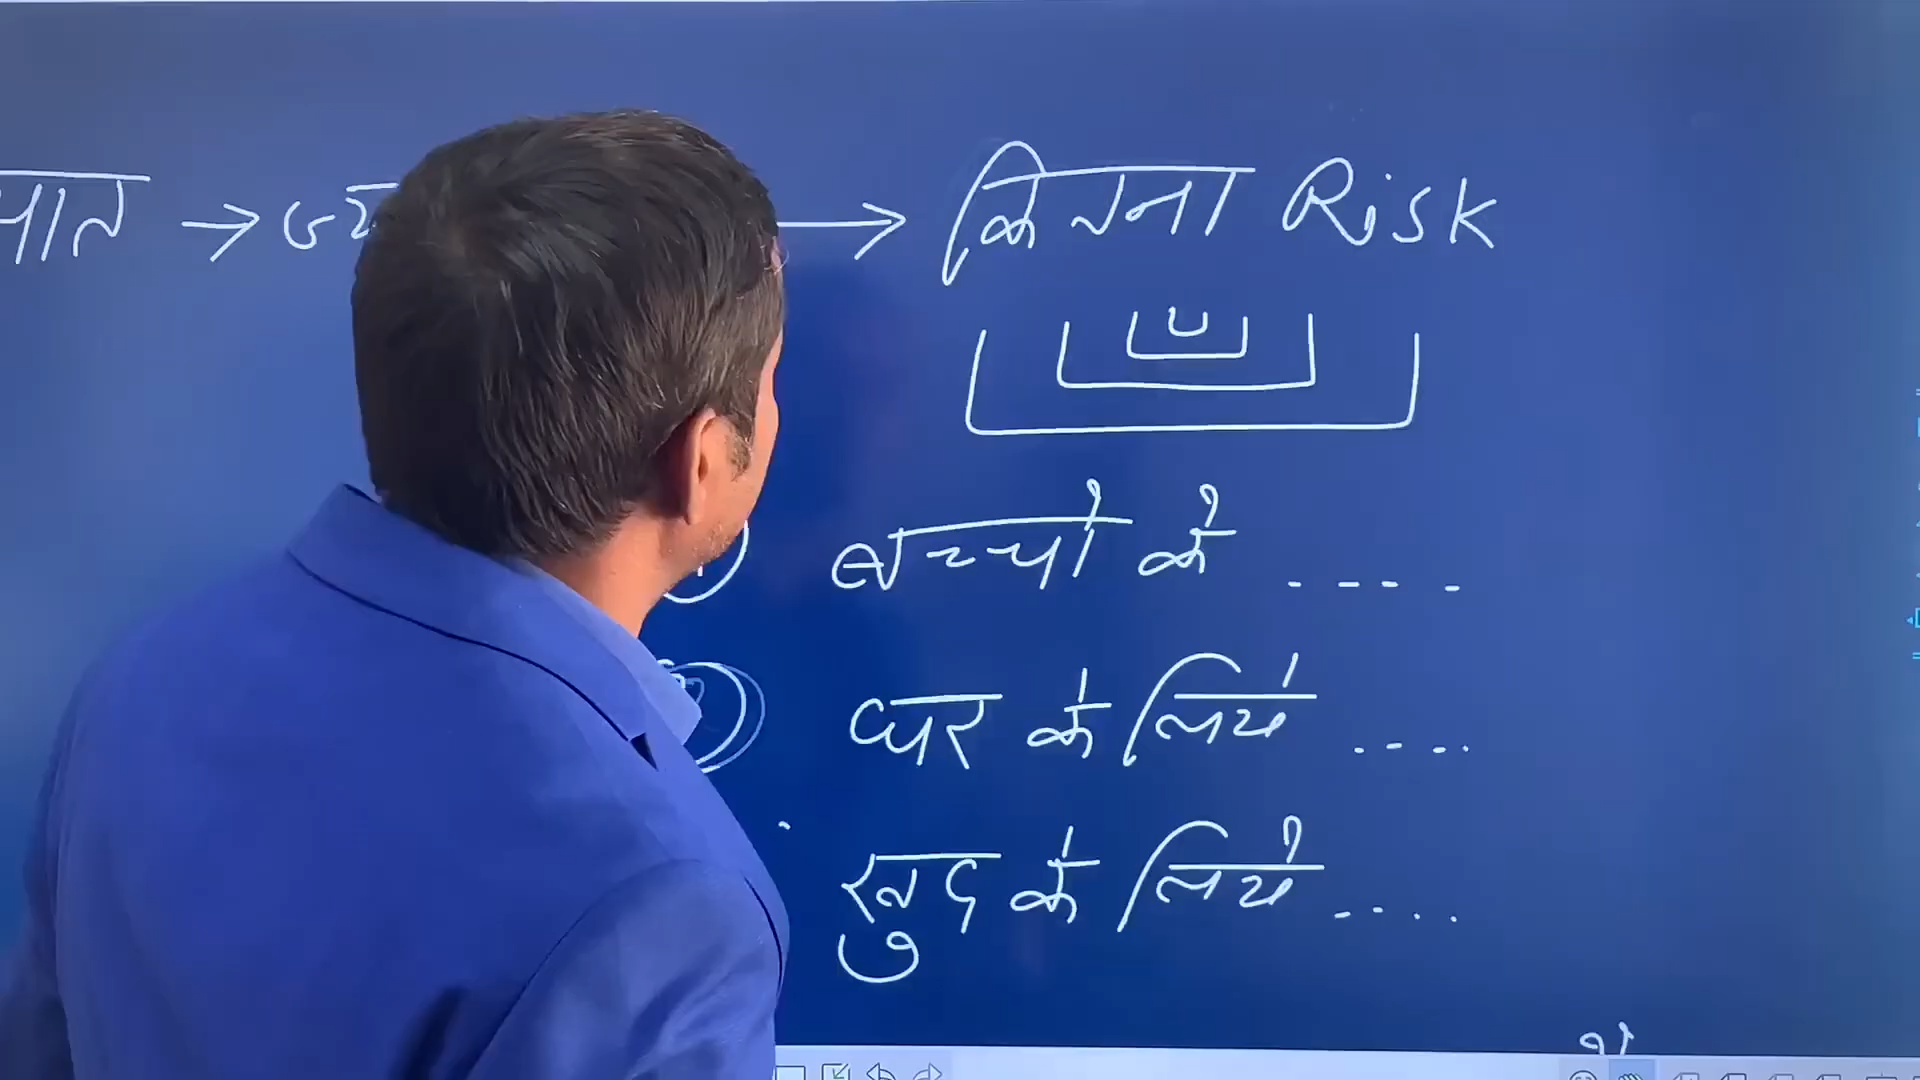 → → कितना Risk
बच्चों के ----
घर के लिये ....
खुद के लिये ....